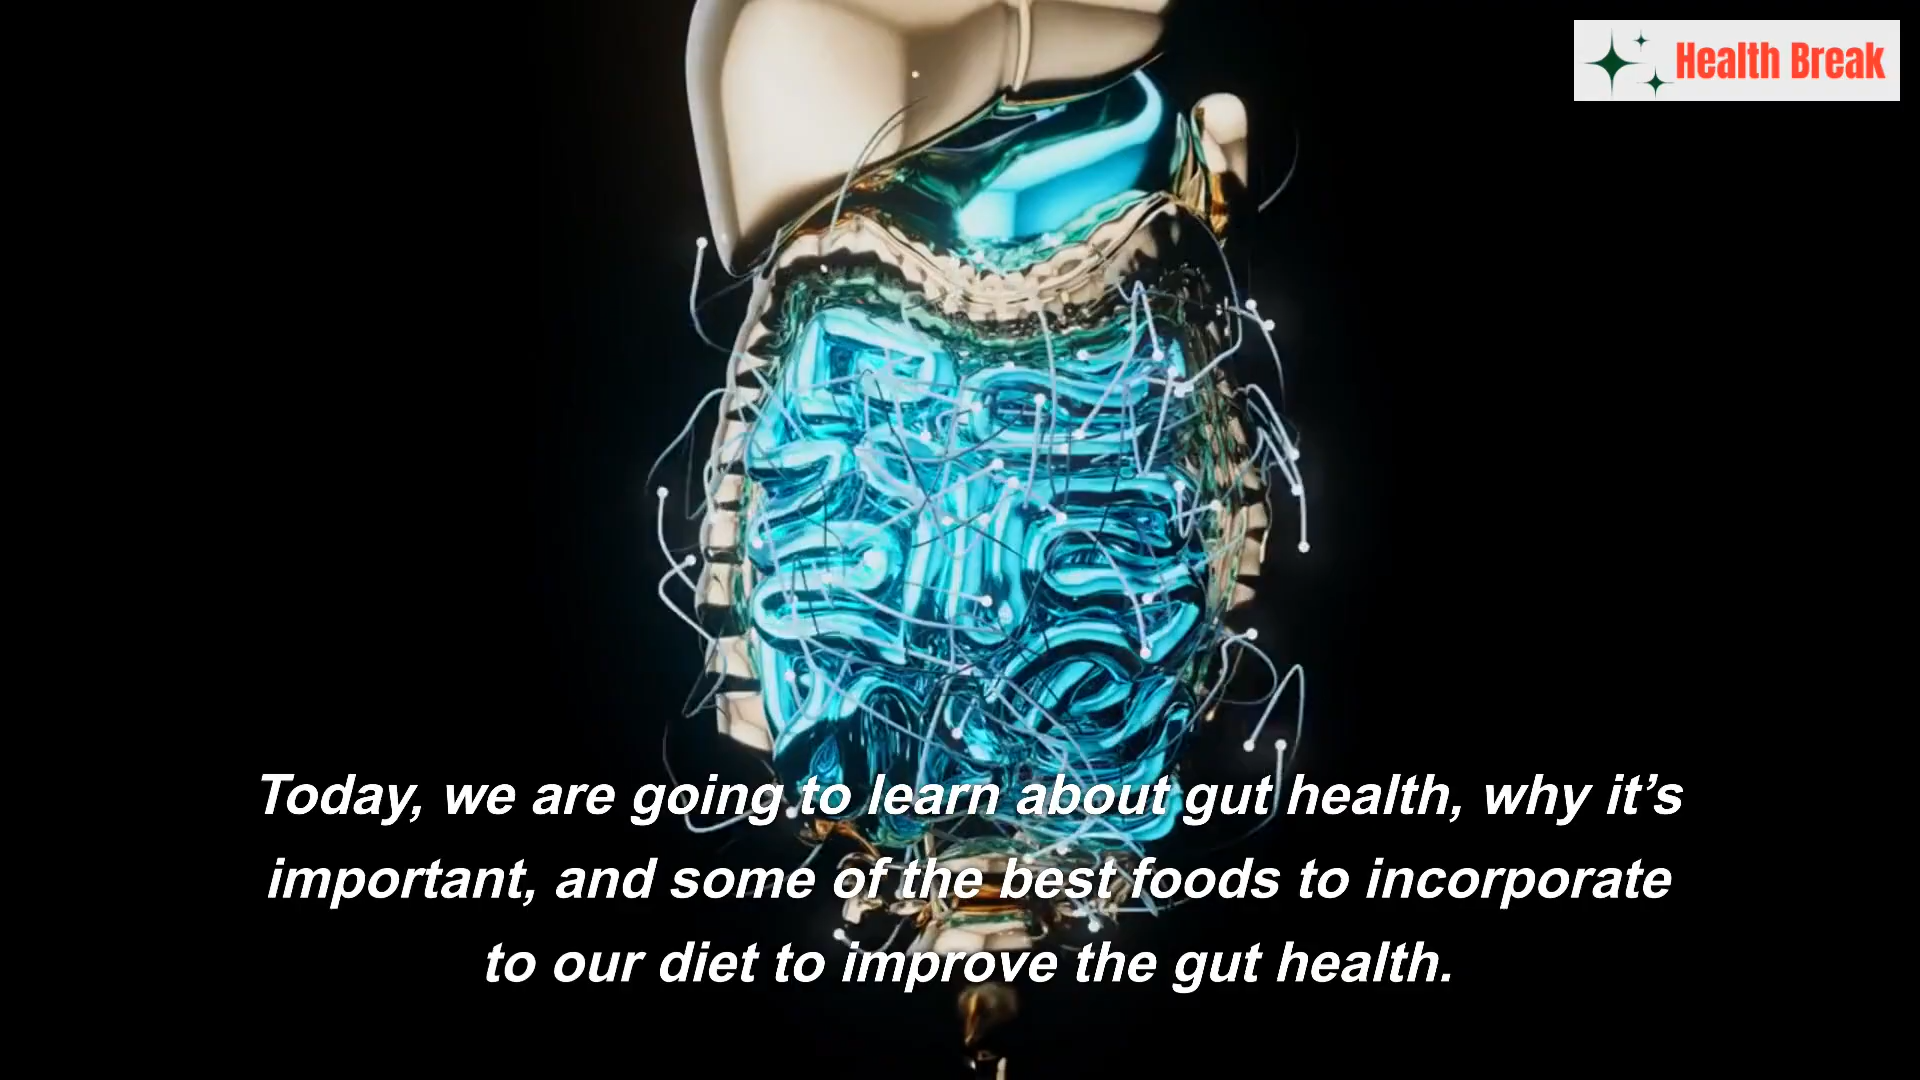 Health Break
Today, we are going to learn about gut health, why it’s
important, and some of the best foods to incorporate
to our diet to improve the gut health.